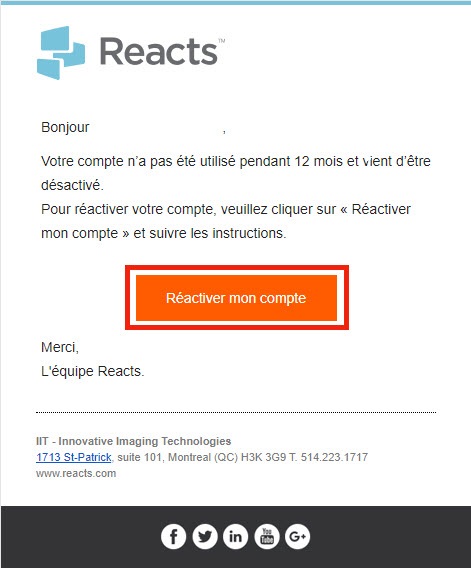 Reacts™
Bonjour ,
Votre compte n’a pas été utilisé pendant 12 mois et vient d’être
désactivé.
Pour réactiver votre compte, veuillez cliquer sur « Réactiver
mon compte » et suivre les instructions.
Réactiver mon compte
Merci,
L'équipe Reacts.
IIT - Innovative Imaging Technologies
1713 St-Patrick, suite 101, Montreal (QC) H3K 3G9 T. 514.223.1717
www.reacts.com
f in You Tube G+